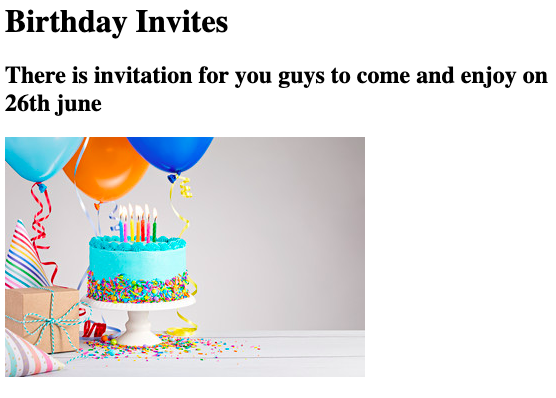 Birthday Invites
There is invitation for you guys to come and enjoy on
26th june